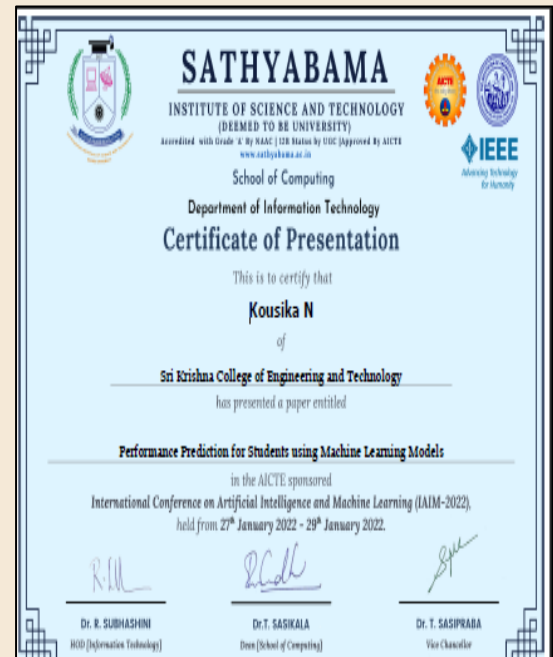 SATHYABAMA
INSTITUTE OF SCIENCE AND TECHNOLOGY
(DEEMED TO BE UNIVERSITY)
Accredited with Grade 'A' By NAAC | 12B Status by UGC |Approved By AICTE
www.sathyabama.ac.in
AICTE
IEEE
Advancing Technology
for Humanity
School of Computing
Department of Information Technology
Certificate of Presentation
This is to certify that
Kousika N
of
Sri Krishna College of Engineering and Technology
has presented a paper entitled
Performance Prediction for Students using Machine Learning Models
in the AICTE sponsored
International Conference on Artificial Intelligence and Machine Learning (IAIM-2022),
held from 27th January 2022 - 29th January 2022.
Dr. R. SUBHASHINI
HOD [Information Technology]
Dr.T. SASIKALA
Dean [School of Computing]
Dr. T. SASIPRABA
Vice Chancellor